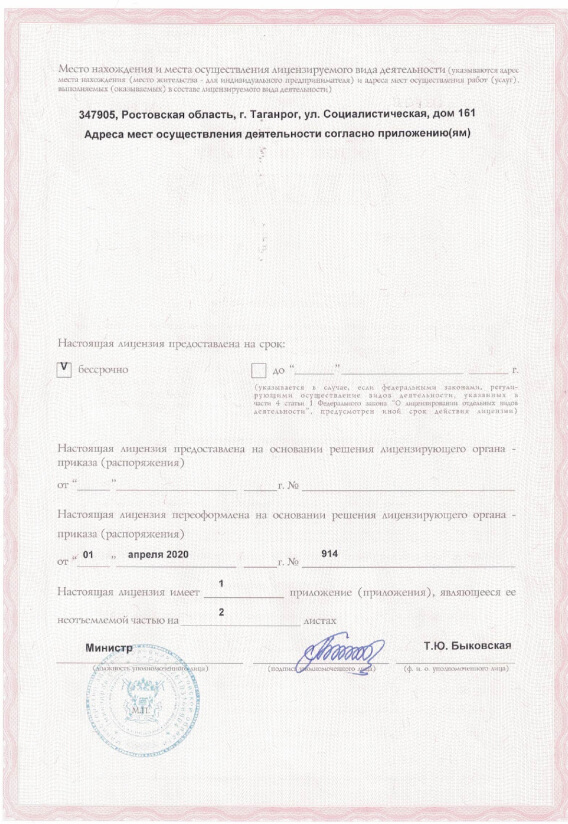 Место нахождения и места осуществления лицензируемого вида деятельности (указываются адрес
места нахождения (место жительства - для индивидуального предпринимателя) и адреса мест осуществления работ (услуг),
выполняемых (оказываемых) в составе лицензируемого вида деятельности)
347905, Ростовская область, г. Таганрог, ул. Социалистическая, дом 161
Адреса мест осуществления деятельности согласно приложению(ям)
Настоящая лицензия предоставлена на срок:
V бессрочно
до “ ” г.
(указывается в случае, если федеральными законами, регули-
рующими осуществление видов деятельности, указанных в
части 4 статьи 1 Федерального закона "О лицензировании отдельных видов
деятельности", предусмотрен иной срок действия лицензии)
Настоящая лицензия предоставлена на основании решения лицензирующего органа -
приказа (распоряжения)
от “ ” г. №
Настоящая лицензия переоформлена на основании решения лицензирующего органа -
приказа (распоряжения)
от “ 01 ” апреля 2020 г. № 914
Настоящая лицензия имеет 1 приложение (приложения), являющееся ее
неотъемлемой частью на 2 листах
Министр
Т.Ю. Быковская
(должность уполномоченного лица)
(подпись уполномоченного лица)
(ф. и. о. уполномоченного лица)
М.П.